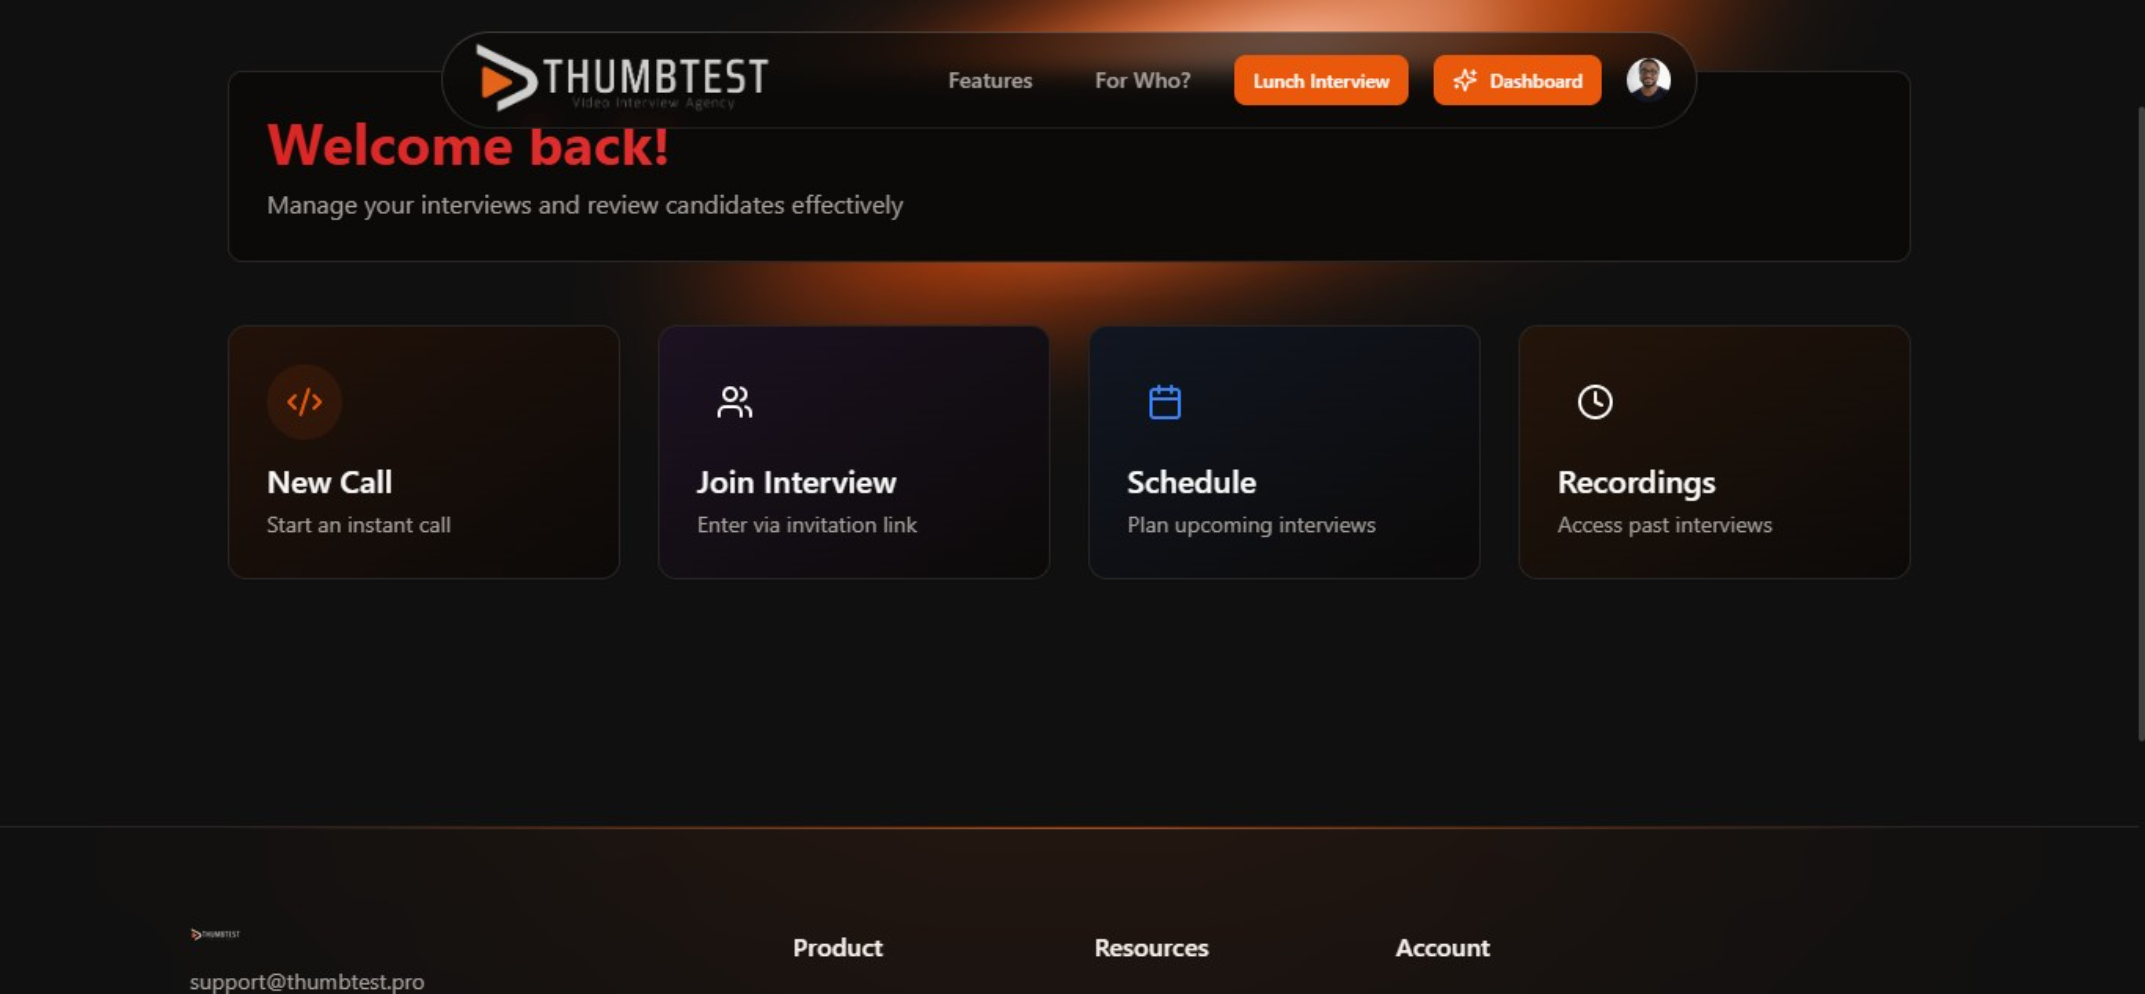 THUMBTEST
Video Interview Agency
Features
For Who?
Lunch Interview
Dashboard
Welcome back!
Manage your interviews and review candidates effectively
New Call
Start an instant call
Join Interview
Enter via invitation link
Schedule
Plan upcoming interviews
Recordings
Access past interviews
THUMBTEST
support@thumbtest.pro
Product
Resources
Account